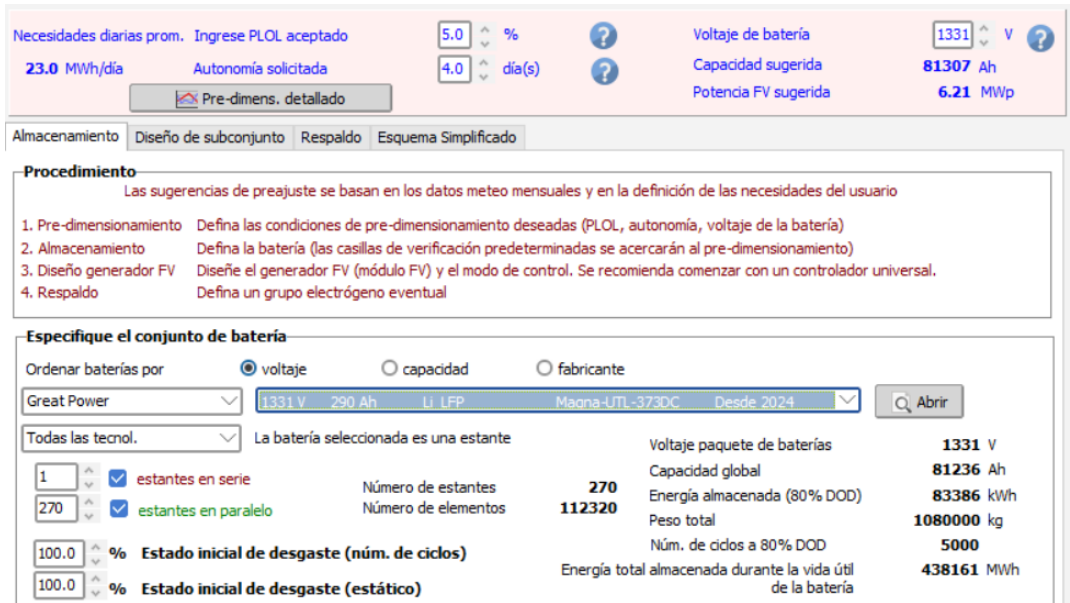 Necesidades diarias prom. Ingrese PLOL aceptado 5.0 % ? Voltaje de batería 1331 V ?
23.0 MWh/día Autonomía solicitada 4.0 día(s) ? Capacidad sugerida 81307 Ah
Pre-dimens. detallado Potencia FV sugerida 6.21 MWp
Almacenamiento Diseño de subconjunto Respaldo Esquema Simplificado
Procedimiento
Las sugerencias de preajuste se basan en los datos meteo mensuales y en la definición de las necesidades del usuario
1. Pre-dimensionamiento Defina las condiciones de pre-dimensionamiento deseadas (PLOL, autonomía, voltaje de la batería)
2. Almacenamiento Defina la batería (las casillas de verificación predeterminadas se acercarán al pre-dimensionamiento)
3. Diseño generador FV Diseñe el generador FV (módulo FV) y el modo de control. Se recomienda comenzar con un controlador universal.
4. Respaldo Defina un grupo electrógeno eventual
Especifique el conjunto de batería
Ordenar baterías por voltaje capacidad fabricante
Great Power 1331 V 290 Ah Li LFP Magna-UTL-373DC Desde 2024 Abrir
Todas las tecnol. La batería seleccionada es una estante Voltaje paquete de baterías 1331 V
1 estantes en serie Número de estantes 270 Capacidad global 81236 Ah
270 estantes en paralelo Número de elementos 112320 Energía almacenada (80% DOD) 83386 kWh
Peso total 1080000 kg
100.0 % Estado inicial de desgaste (núm. de ciclos) Núm. de ciclos a 80% DOD 5000
100.0 % Estado inicial de desgaste (estático) Energía total almacenada durante la vida útil de la batería 438161 MWh